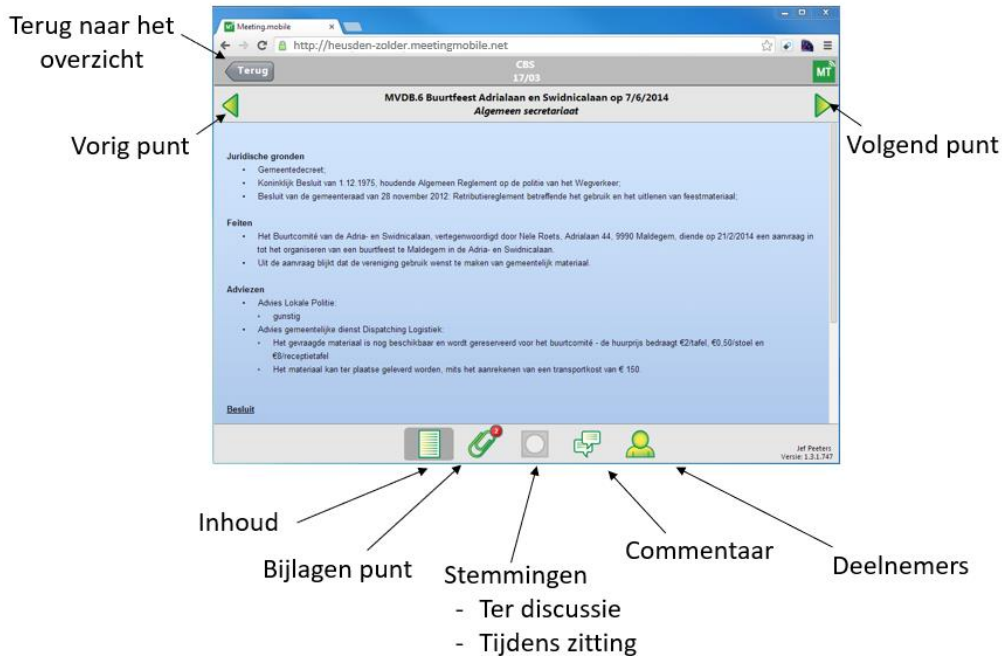 Terug naar het
overzicht
Meeting.mobile
http://heusden-zolder.meetingmobile.net
Terug
CBS
17/03
MT
MVDB.6 Buurtfeest Adrialaan en Swidnicalaan op 7/6/2014
Algemeen secretariaat
Vorig punt
Volgend punt
Juridische gronden
• Gemeentedecreet;
• Koninklijk Besluit van 1.12.1975, houdende Algemeen Reglement op de politie van het Wegverkeer;
• Besluit van de gemeenteraad van 28 november 2012: Retributiereglement betreffende het gebruik en het uitlenen van feestmateriaal;
Feiten
• Het Buurtcomité van de Adria- en Swidnicalaan, vertegenwoordigd door Nele Roets, Adrialaan 44, 9990 Maldegem, diende op 21/2/2014 een aanvraag in
tot het organiseren van een buurtfeest te Maldegem in de Adria- en Swidnicalaan.
• Uit de aanvraag blijkt dat de vereniging gebruik wenst te maken van gemeentelijk materiaal.
Adviezen
• Advies Lokale Politie:
• gunstig
• Advies gemeentelijke dienst Dispatching Logistiek:
• Het gevraagde materiaal is nog beschikbaar en wordt gereserveerd voor het buurtcomité - de huurprijs bedraagt €2/tafel, €0,50/stoel en
€8/receptietafel
• Het materiaal kan ter plaatse geleverd worden, mits het aanrekenen van een transportkost van € 150.
Besluit
Jef Peeters
Versie: 1.3.1.747
Inhoud
Bijlagen punt
Stemmingen
- Ter discussie
- Tijdens zitting
Commentaar
Deelnemers